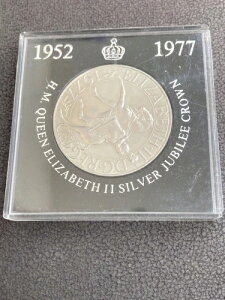 1952 1977
H.M. QUEEN ELIZABETH II SILVER JUBILEE CROWN